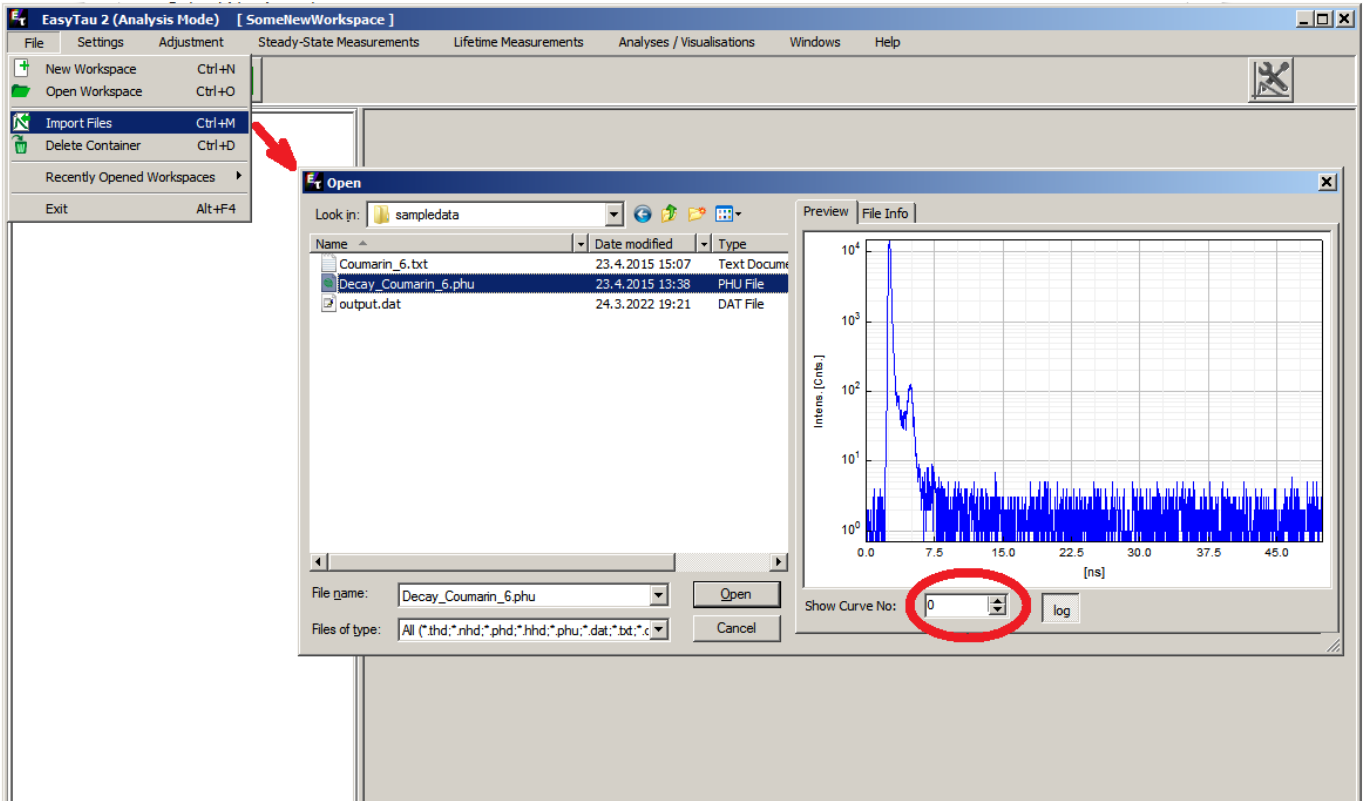 EasyTau 2 (Analysis Mode) [ SomeNewWorkspace ]
File Settings Adjustment Steady-State Measurements Lifetime Measurements Analyses / Visualisations Windows Help
New Workspace Ctrl+N
Open Workspace Ctrl+O
Import Files Ctrl+M
Delete Container Ctrl+D
Recently Opened Workspaces
Exit Alt+F4
Open
Look in: sampledata
Name Date modified Type
Coumarin_6.txt 23.4.2015 15:07 Text Docume
Decay_Coumarin_6.phu 23.4.2015 13:38 PHU File
output.dat 24.3.2022 19:21 DAT File
File name: Decay_Coumarin_6.phu Open
Files of type: All (*.thd;*.nhd;*.phd;*.hhd;*.phu;*.dat;*.txt;*.c Cancel
Preview File Info
10⁴
10³
10²
10¹
10⁰
Intens. [Cnts.]
0.0 7.5 15.0 22.5 30.0 37.5 45.0
[ns]
Show Curve No: 0 log